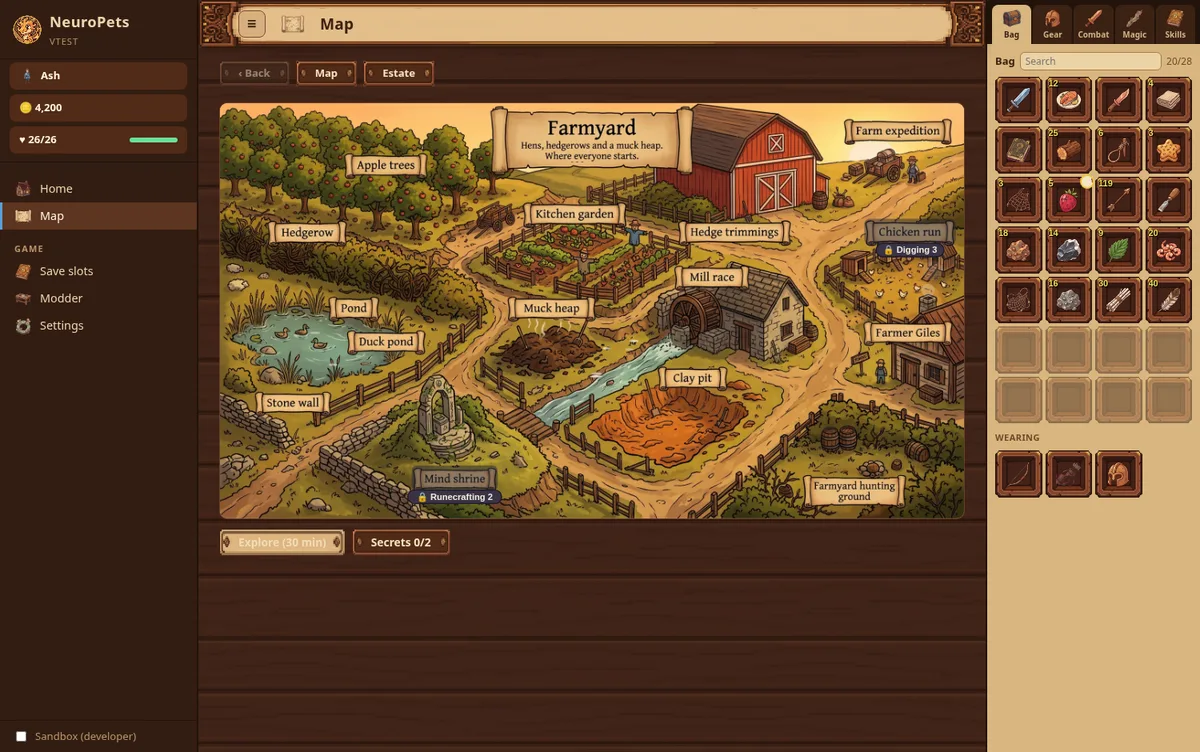 NeuroPets
VTEST
Ash
4,200
♥ 26/26
Home
Map
GAME
Save slots
Modder
Settings
Sandbox (developer)
≡
Map
‹ Back
Map
Estate
Farmyard
Hens, hedgerows and a muck heap.
Where everyone starts.
Farm expedition
Apple trees
Kitchen garden
Hedgerow
Hedge trimmings
Chicken run
🔒 Digging 3
Mill race
Pond
Muck heap
Duck pond
Farmer Giles
Clay pit
Stone wall
Mind shrine
🔒 Runecrafting 2
Farmyard hunting
ground
Explore (30 min)
Secrets 0/2
Bag
Gear
Combat
Magic
Skills
Bag
Search
20/28
12
4
25
6
3
3
5
119
18
14
9
20
16
30
40
WEARING